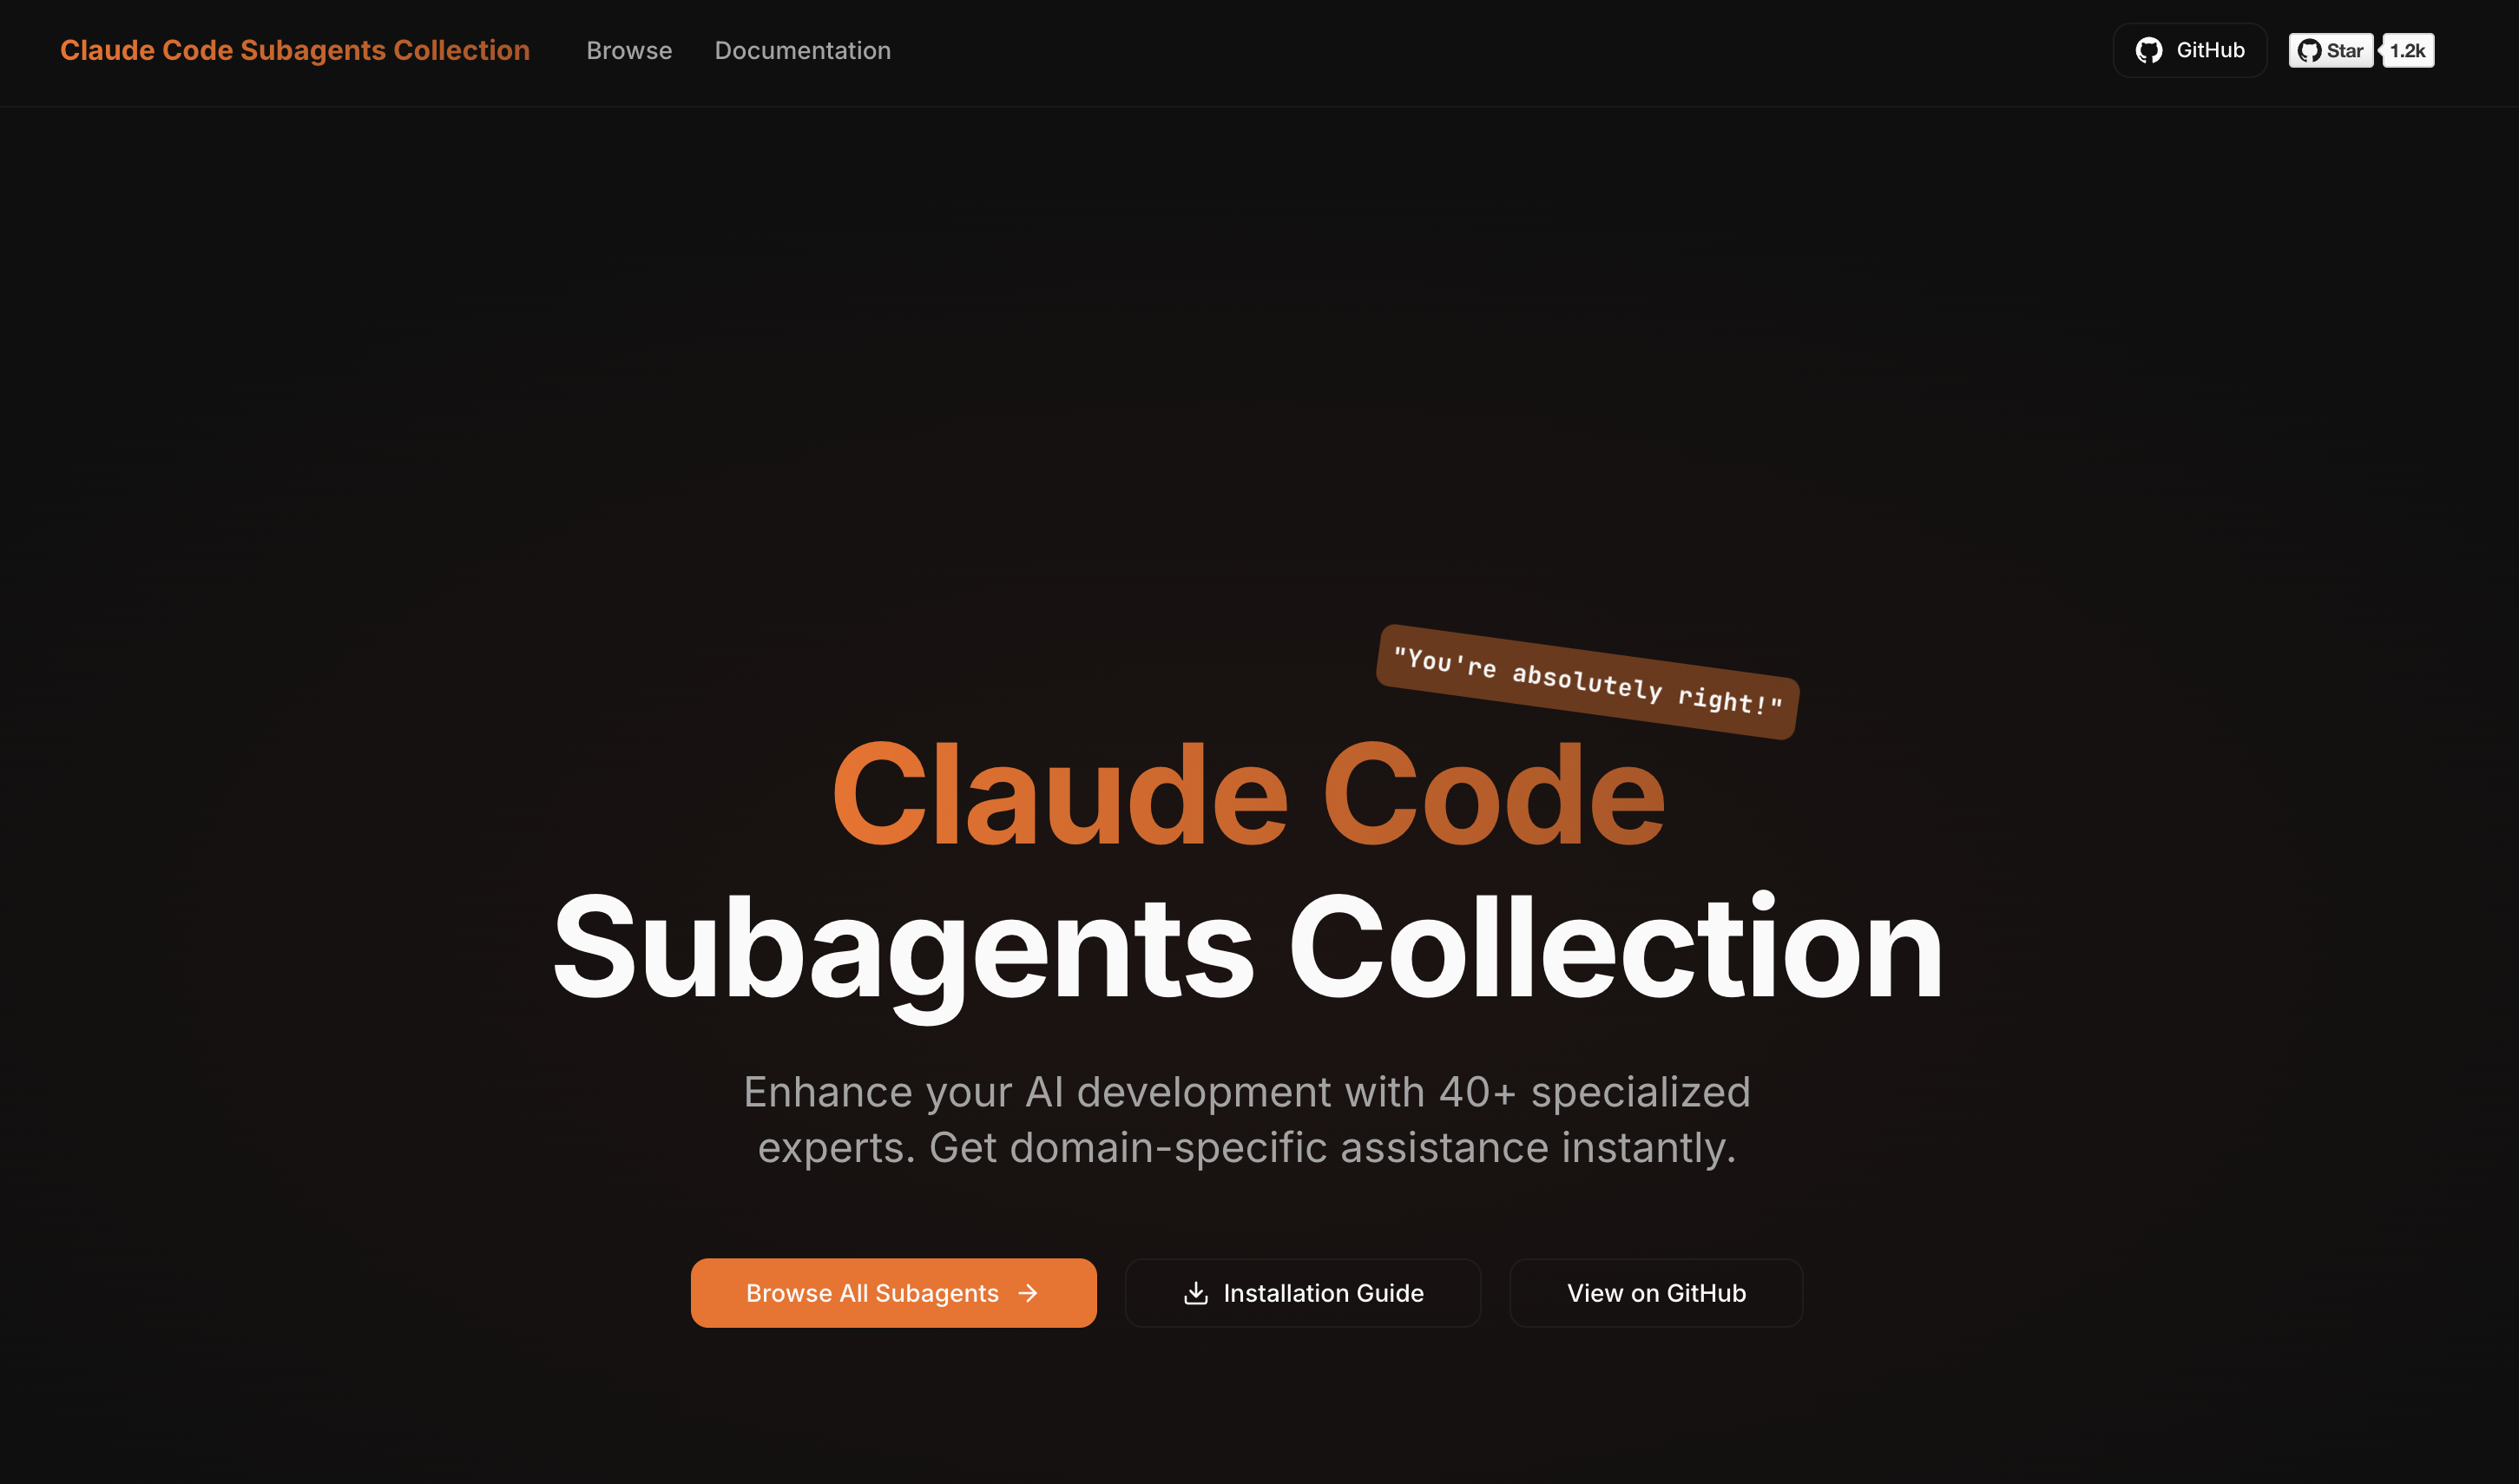 Claude Code Subagents Collection
Browse
Documentation
GitHub
Star
1.2k
"You're absolutely right!"
Claude Code
Subagents Collection
Enhance your AI development with 40+ specialized
experts. Get domain-specific assistance instantly.
Browse All Subagents
Installation Guide
View on GitHub